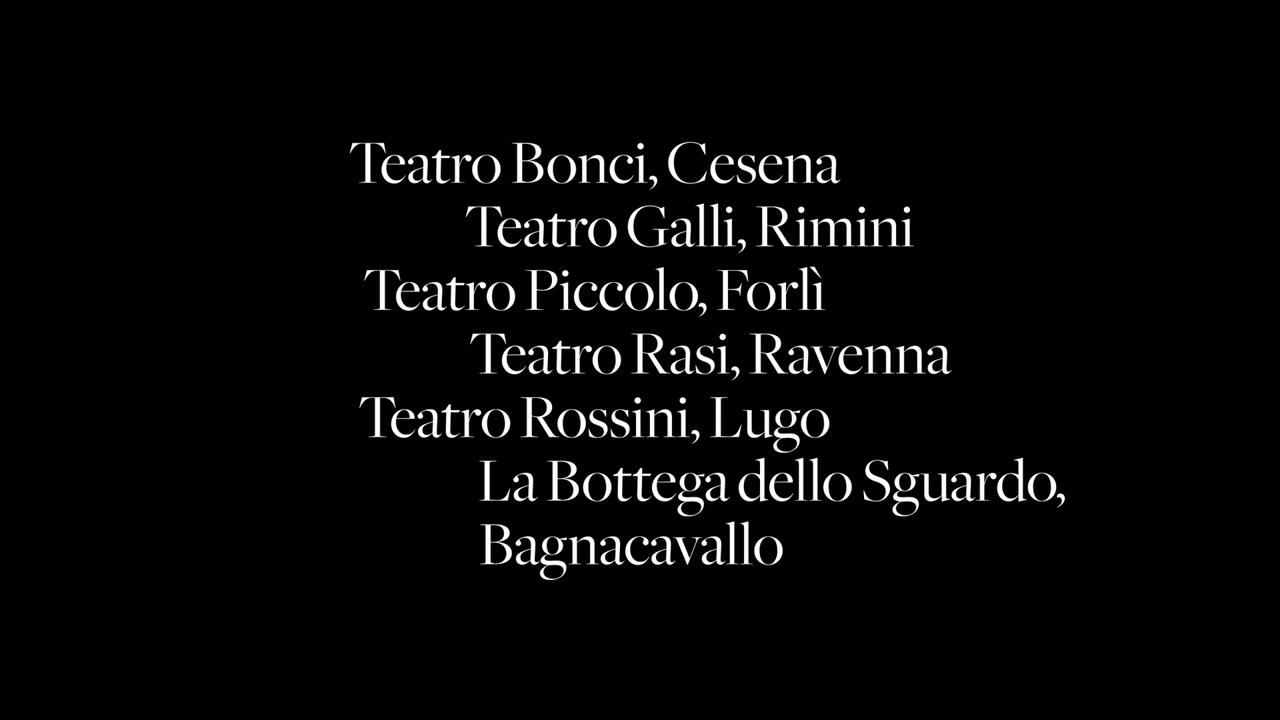 Teatro Bonci, Cesena
Teatro Galli, Rimini
Teatro Piccolo, Forlì
Teatro Rasi, Ravenna
Teatro Rossini, Lugo
La Bottega dello Sguardo,
Bagnacavallo